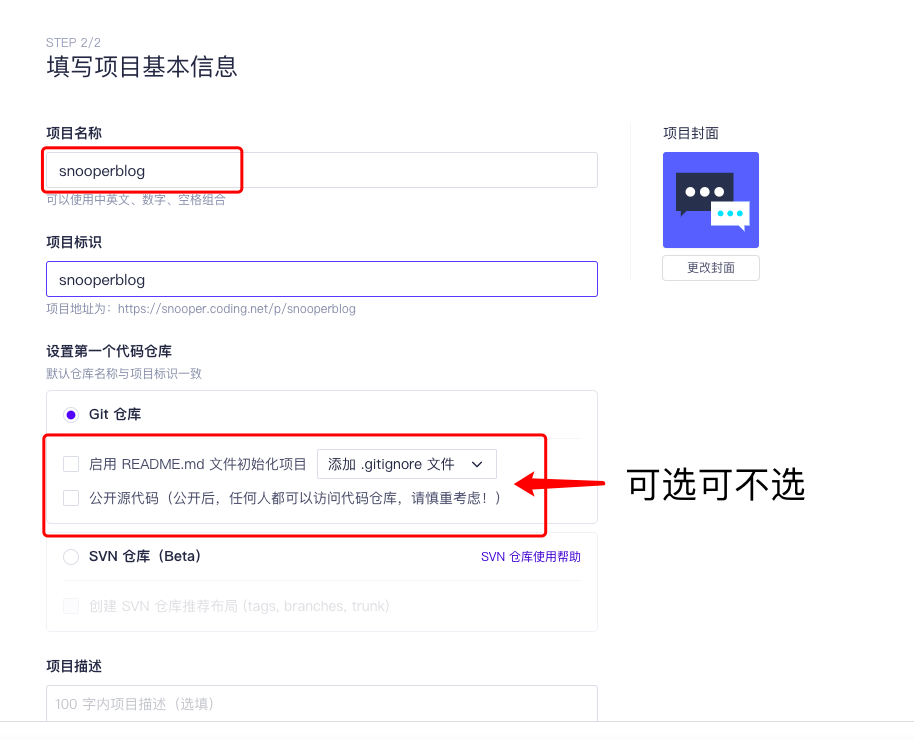 STEP 2/2
填写项目基本信息
项目名称
snooperblog
可以使用中英文、数字、空格组合
项目封面
更改封面
项目标识
snooperblog
项目地址为：https://snooper.coding.net/p/snooperblog
设置第一个代码仓库
默认仓库名称与项目标识一致
Git 仓库
启用 README.md 文件初始化项目 添加 .gitignore 文件
公开源代码（公开后，任何人都可以访问代码仓库，请慎重考虑！）
可选可不选
SVN 仓库（Beta） SVN 仓库使用帮助
创建 SVN 仓库推荐布局 (tags, branches, trunk)
项目描述
100 字内项目描述（选填）